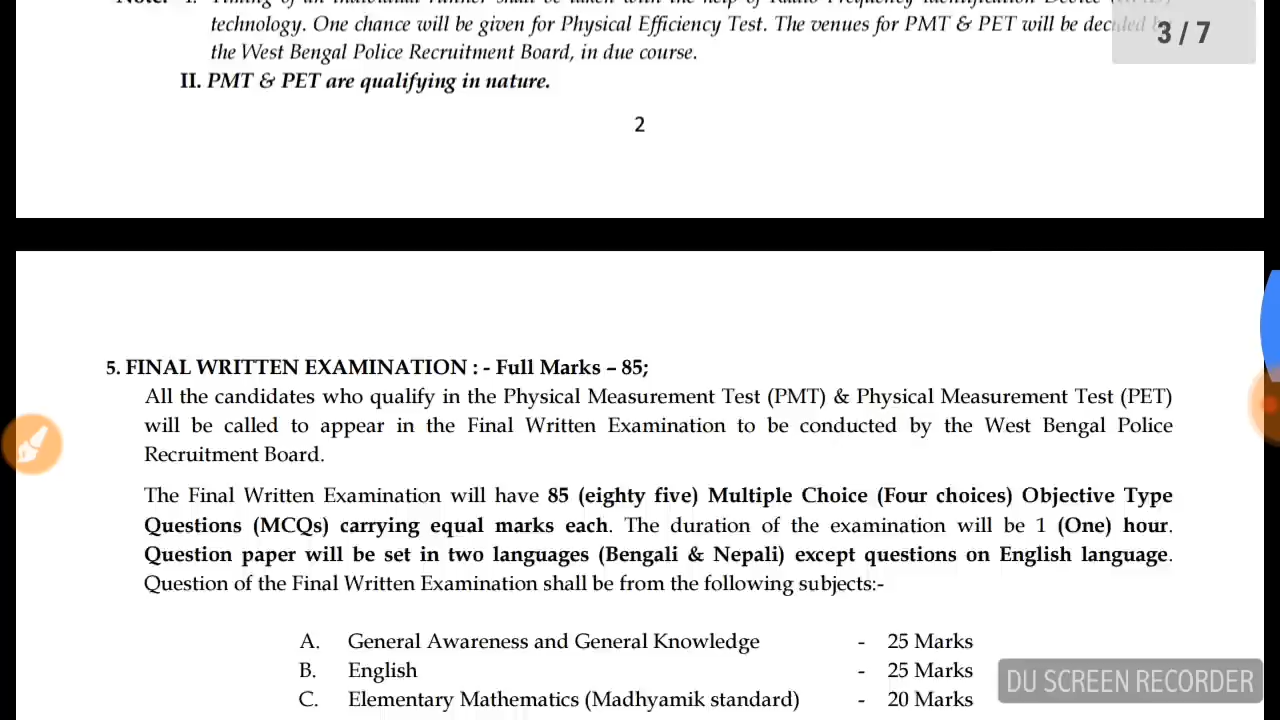 technology. One chance will be given for Physical Efficiency Test. The venues for PMT & PET will be decided
3 / 7
the West Bengal Police Recruitment Board, in due course.
II. PMT & PET are qualifying in nature.
2
5. FINAL WRITTEN EXAMINATION : - Full Marks – 85;
All the candidates who qualify in the Physical Measurement Test (PMT) & Physical Measurement Test (PET)
will be called to appear in the Final Written Examination to be conducted by the West Bengal Police
Recruitment Board.
The Final Written Examination will have 85 (eighty five) Multiple Choice (Four choices) Objective Type
Questions (MCQs) carrying equal marks each. The duration of the examination will be 1 (One) hour.
Question paper will be set in two languages (Bengali & Nepali) except questions on English language.
Question of the Final Written Examination shall be from the following subjects:-
A. General Awareness and General Knowledge - 25 Marks
B. English - 25 Marks
C. Elementary Mathematics (Madhyamik standard) - 20 Marks
DU SCREEN RECORDER